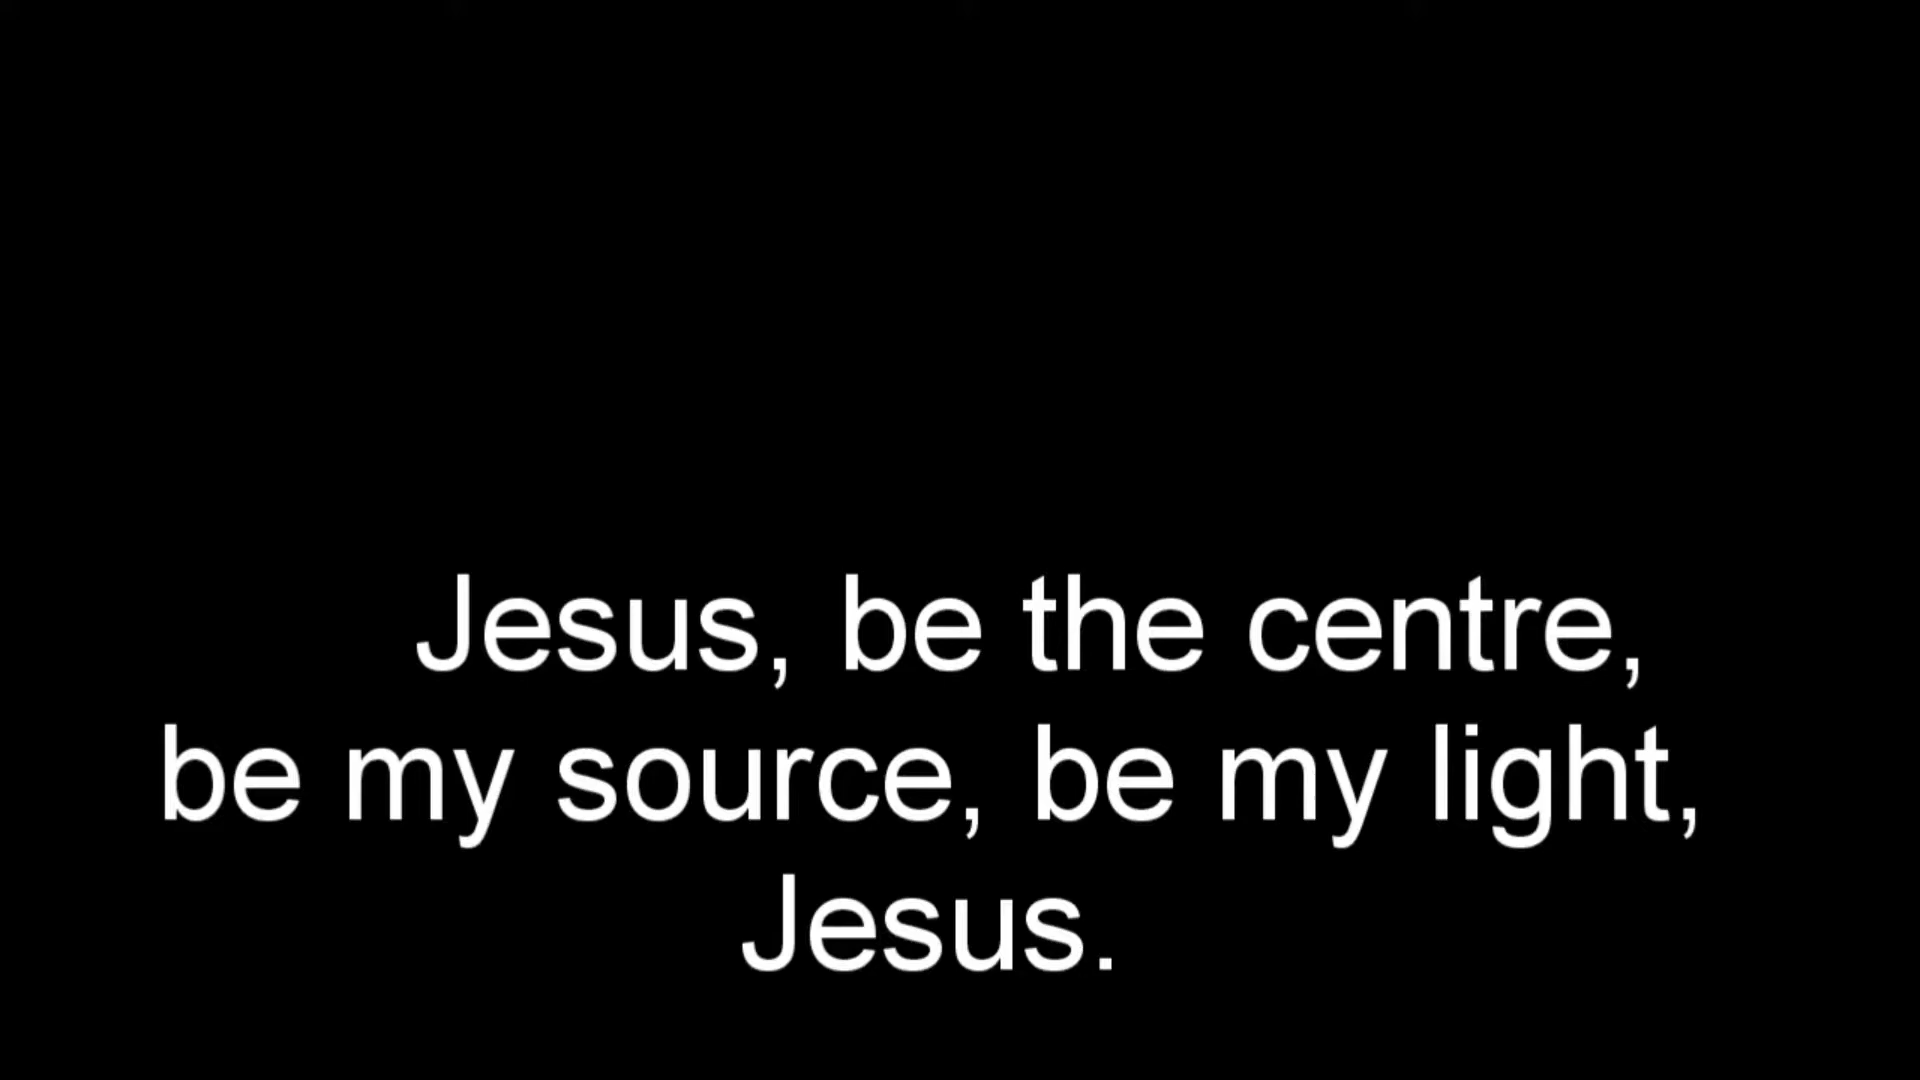 Jesus, be the centre,
be my source, be my light,
Jesus.